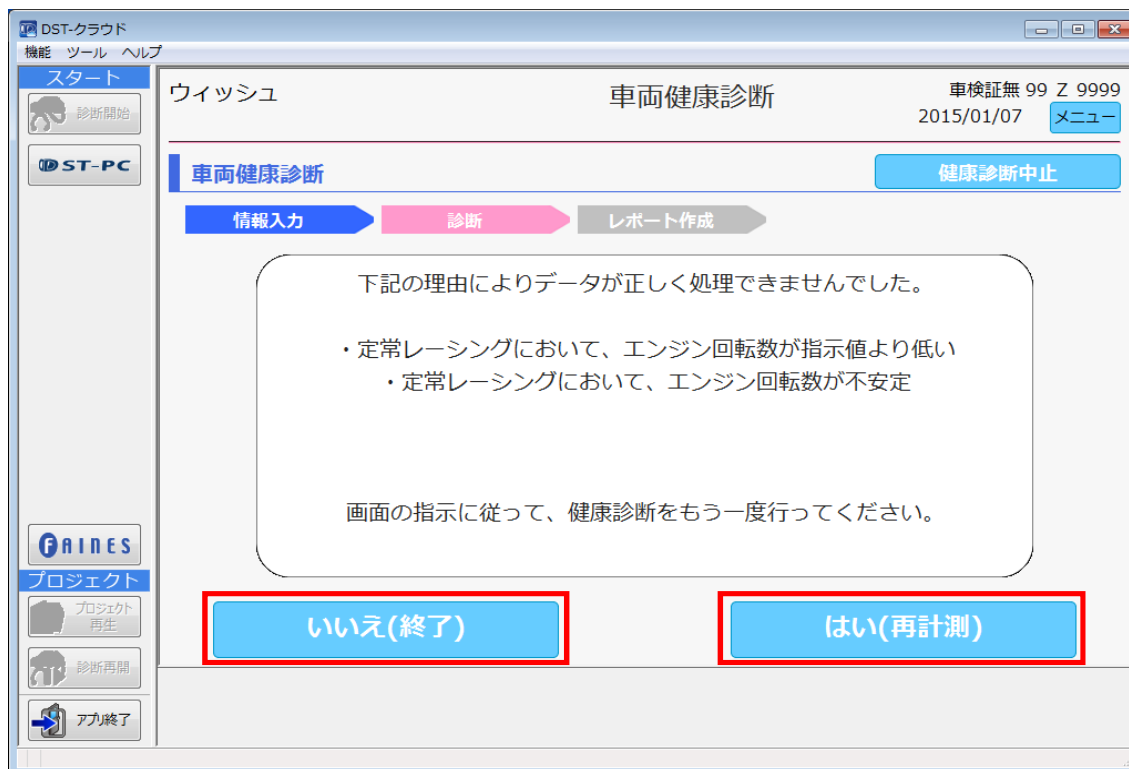 DST-クラウド
機能 ツール ヘルプ
スタート
診断開始
DST-PC
FAINES
プロジェクト
プロジェクト
再生
診断再開
アプリ終了
ウィッシュ 車両健康診断 車検証無 99 Z 9999
2015/01/07 メニュー
車両健康診断 健康診断中止
情報入力 診断 レポート作成
下記の理由によりデータが正しく処理できませんでした。
・定常レーシングにおいて、エンジン回転数が指示値より低い
・定常レーシングにおいて、エンジン回転数が不安定
画面の指示に従って、健康診断をもう一度行ってください。
いいえ(終了) はい(再計測)